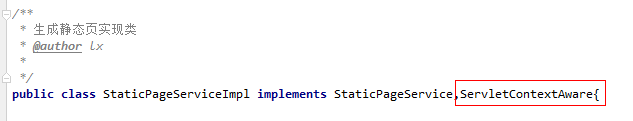 /**
 * 生成静态页实现类
 * @author lx
 *
 */
public class StaticPageServiceImpl implements StaticPageService,ServletContextAware{